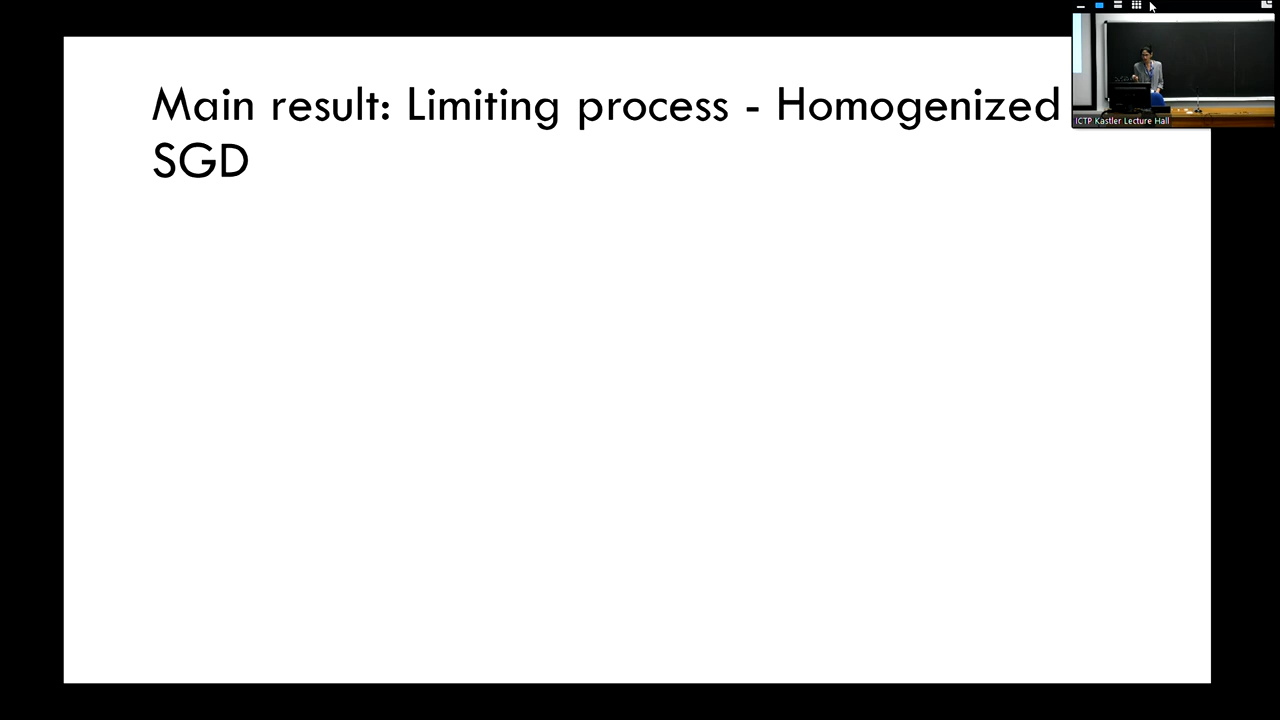 Main result: Limiting process - Homogenized
SGD
ICTP Kastler Lecture Hall